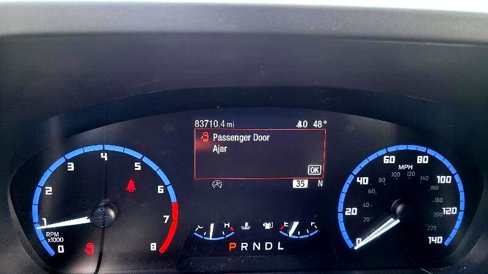 83710.4 mi
0 48°
Passenger Door
Ajar
OK
35 N
0 1 2 3 4 5 6 7 8
RPM
x1000
C H
E F
P R N D L
0 20 40 60 80 100 120 140
MPH